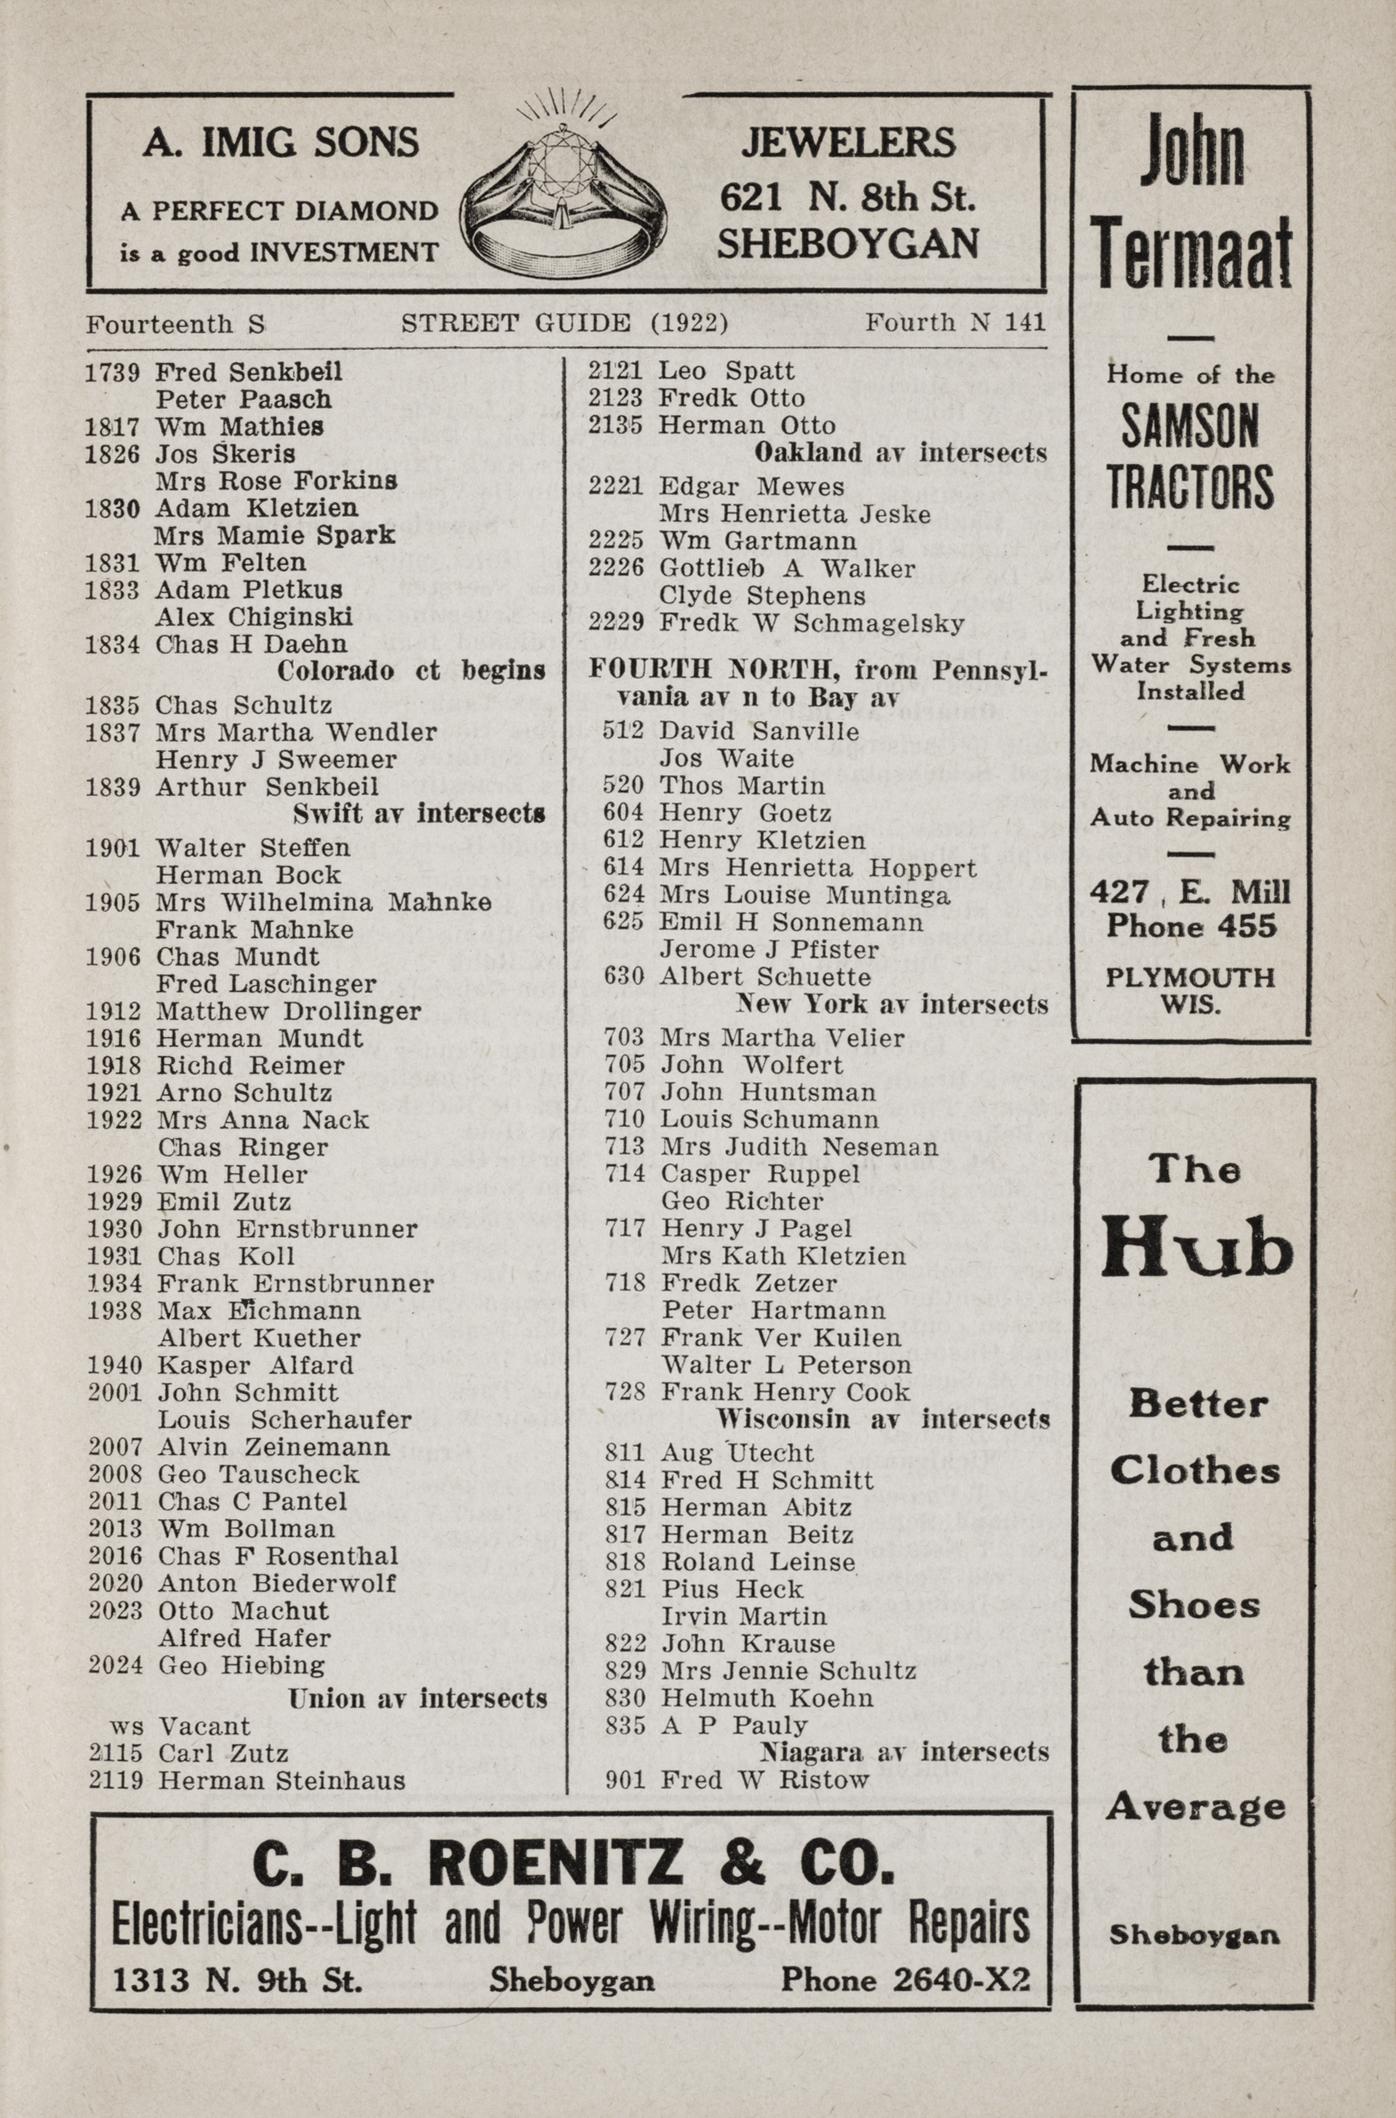 A. IMIG SONS
A PERFECT DIAMOND
is a good INVESTMENT
JEWELERS
621 N. 8th St.
SHEBOYGAN
Fourteenth S STREET GUIDE (1922) Fourth N 141
1739 Fred Senkbeil
Peter Paasch
1817 Wm Mathies
1826 Jos Skeris
Mrs Rose Forkins
1830 Adam Kletzien
Mrs Mamie Spark
1831 Wm Felten
1833 Adam Pletkus
Alex Chiginski
1834 Chas H Daehn
Colorado ct begins
1835 Chas Schultz
1837 Mrs Martha Wendler
Henry J Sweemer
1839 Arthur Senkbeil
Swift av intersects
1901 Walter Steffen
Herman Bock
1905 Mrs Wilhelmina Mahnke
Frank Mahnke
1906 Chas Mundt
Fred Laschinger
1912 Matthew Drollinger
1916 Herman Mundt
1918 Richd Reimer
1921 Arno Schultz
1922 Mrs Anna Nack
Chas Ringer
1926 Wm Heller
1929 Emil Zutz
1930 John Ernstbrunner
1931 Chas Koll
1934 Frank Ernstbrunner
1938 Max Eichmann
Albert Kuether
1940 Kasper Alfard
2001 John Schmitt
Louis Scherhaufer
2007 Alvin Zeinemann
2008 Geo Tauscheck
2011 Chas C Pantel
2013 Wm Bollman
2016 Chas F Rosenthal
2020 Anton Biederwolf
2023 Otto Machut
Alfred Hafer
2024 Geo Hiebing
Union av intersects
ws Vacant
2115 Carl Zutz
2119 Herman Steinhaus
2121 Leo Spatt
2123 Fredk Otto
2135 Herman Otto
Oakland av intersects
2221 Edgar Mewes
Mrs Henrietta Jeske
2225 Wm Gartmann
2226 Gottlieb A Walker
Clyde Stephens
2229 Fredk W Schmagelsky
FOURTH NORTH, from Pennsyl-
vania av n to Bay av
512 David Sanville
Jos Waite
520 Thos Martin
604 Henry Goetz
612 Henry Kletzien
614 Mrs Henrietta Hoppert
624 Mrs Louise Muntinga
625 Emil H Sonnemann
Jerome J Pfister
630 Albert Schuette
New York av intersects
703 Mrs Martha Velier
705 John Wolfert
707 John Huntsman
710 Louis Schumann
713 Mrs Judith Neseman
714 Casper Ruppel
Geo Richter
717 Henry J Pagel
Mrs Kath Kletzien
718 Fredk Zetzer
Peter Hartmann
727 Frank Ver Kuilen
Walter L Peterson
728 Frank Henry Cook
Wisconsin av intersects
811 Aug Utecht
814 Fred H Schmitt
815 Herman Abitz
817 Herman Beitz
818 Roland Leinse
821 Pius Heck
Irvin Martin
822 John Krause
829 Mrs Jennie Schultz
830 Helmuth Koehn
835 A P Pauly
Niagara av intersects
901 Fred W Ristow
John
Termaat
Home of the
SAMSON
TRACTORS
Electric
Lighting
and Fresh
Water Systems
Installed
Machine Work
and
Auto Repairing
427 E. Mill
Phone 455
PLYMOUTH
WIS.
The
Hub
Better
Clothes
and
Shoes
than
the
Average
Sheboygan
C. B. ROENITZ & CO.
Electricians--Light and Power Wiring--Motor Repairs
1313 N. 9th St. Sheboygan Phone 2640-X2